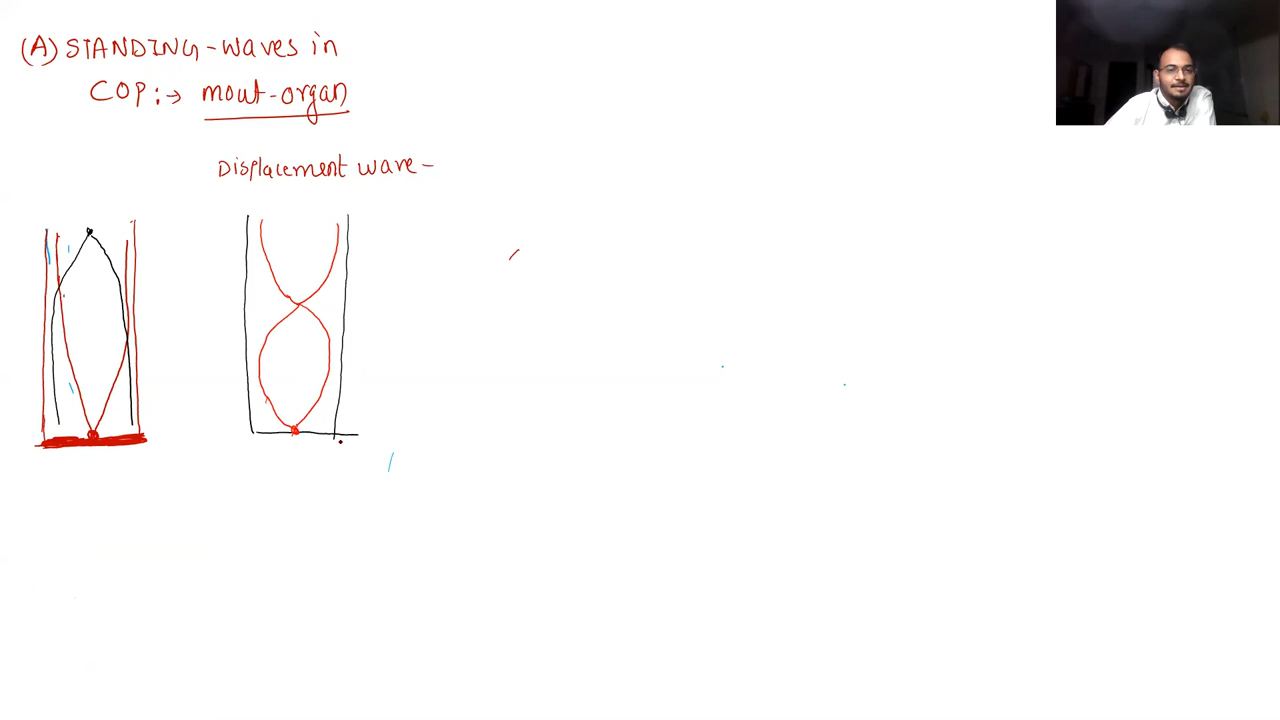 (A) STANDING-waves in
COP:→ mout-organ
Displacement wave-